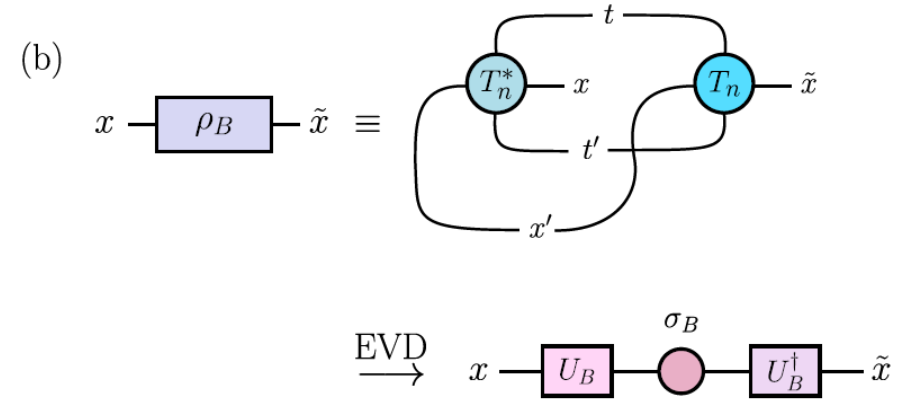 (b)
t
x ρ_B x̃ ≡ T_n^* x T_n x̃
t′
x′
σ_B
EVD
x U_B U_B^† x̃